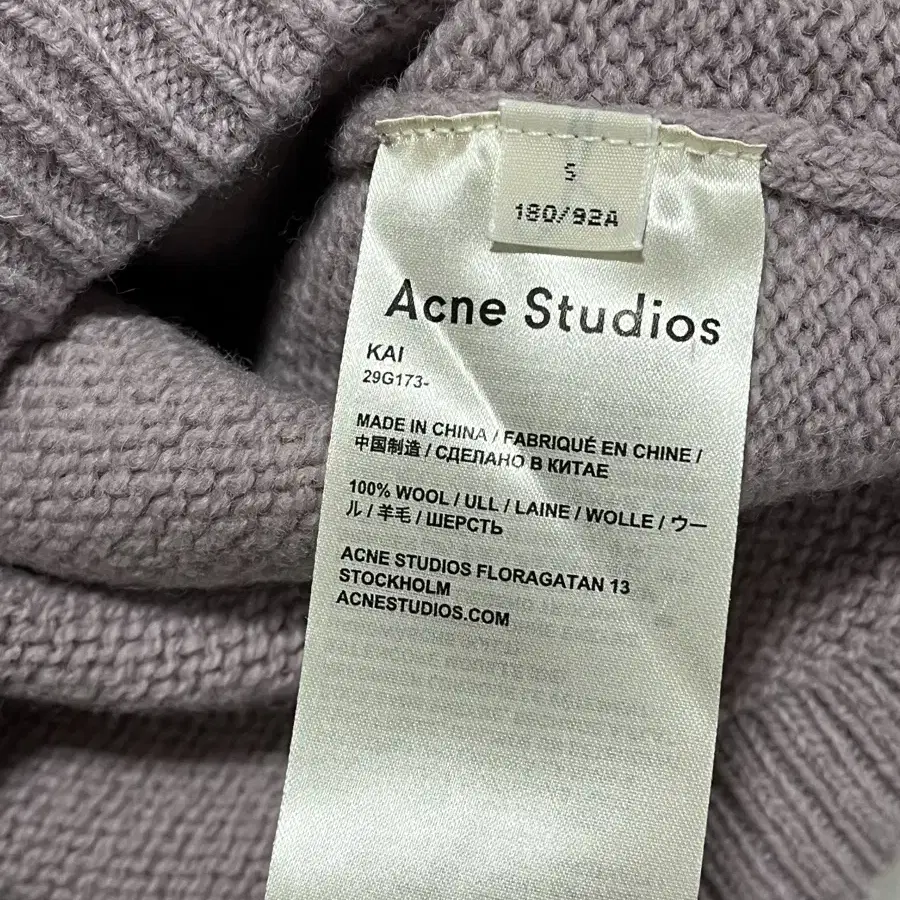 S
180/92A
Acne Studios
KAI
29G173-
MADE IN CHINA / FABRIQUÉ EN CHINE /
中国制造 / СДЕЛАНО В КИТАЕ
100% WOOL / ULL / LAINE / WOLLE / ウー
ル / 羊毛 / ШЕРСТЬ
ACNE STUDIOS FLORAGATAN 13
STOCKHOLM
ACNESTUDIOS.COM